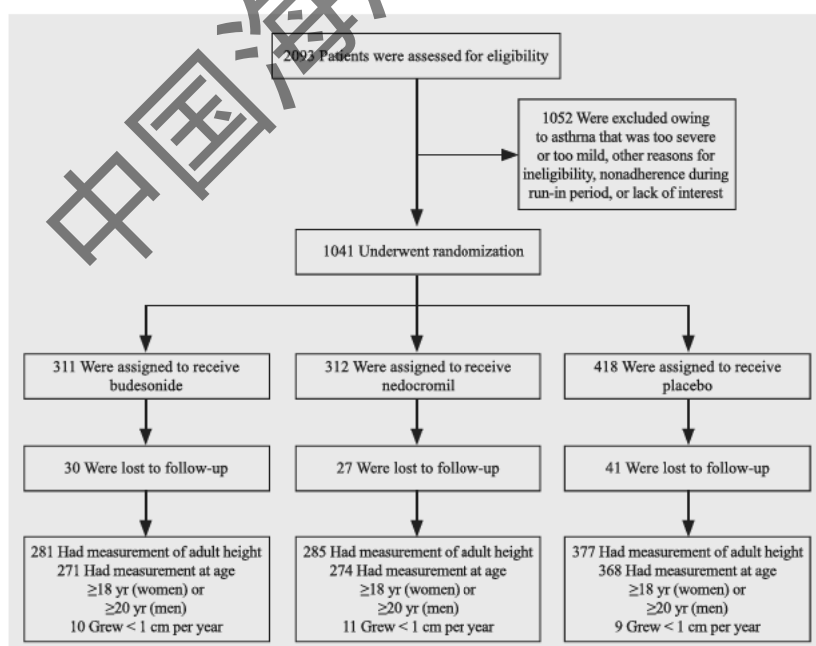 2093 Patients were assessed for eligibility
1052 Were excluded owing
to asthma that was too severe
or too mild, other reasons for
ineligibility, nonadherence during
run-in period, or lack of interest
1041 Underwent randomization
311 Were assigned to receive
budesonide
312 Were assigned to receive
nedocromil
418 Were assigned to receive
placebo
30 Were lost to follow-up
27 Were lost to follow-up
41 Were lost to follow-up
281 Had measurement of adult height
271 Had measurement at age
≥18 yr (women) or
≥20 yr (men)
10 Grew < 1 cm per year
285 Had measurement of adult height
274 Had measurement at age
≥18 yr (women) or
≥20 yr (men)
11 Grew < 1 cm per year
377 Had measurement of adult height
368 Had measurement at age
≥18 yr (women) or
≥20 yr (men)
9 Grew < 1 cm per year
中国海